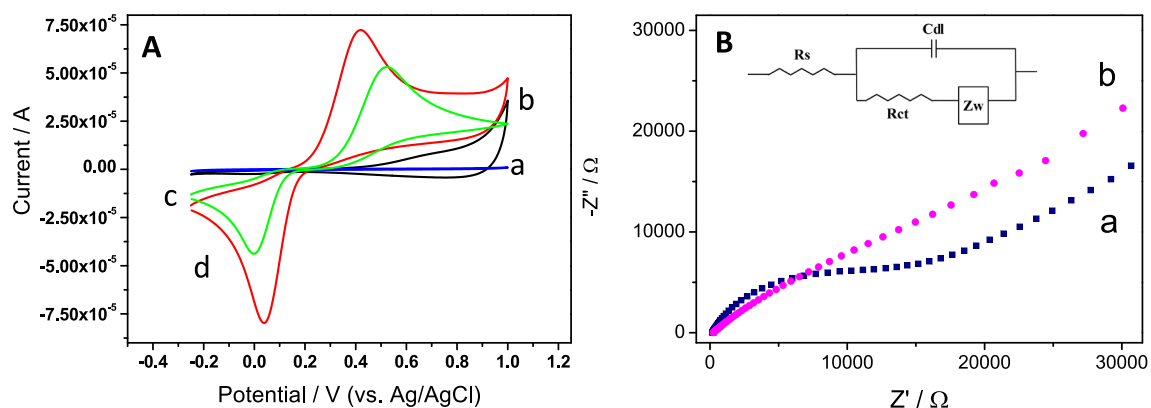 A
7.50x10⁻⁵
5.00x10⁻⁵
2.50x10⁻⁵
0.00
-2.50x10⁻⁵
-5.00x10⁻⁵
-7.50x10⁻⁵
Current / A
b
a
c
d
-0.4 -0.2 0.0 0.2 0.4 0.6 0.8 1.0 1.2
Potential / V (vs. Ag/AgCl)
B
30000
20000
10000
0
-Z'' / Ω
Cdl
Rs
Rct
Zw
b
a
0 10000 20000 30000
Z' / Ω